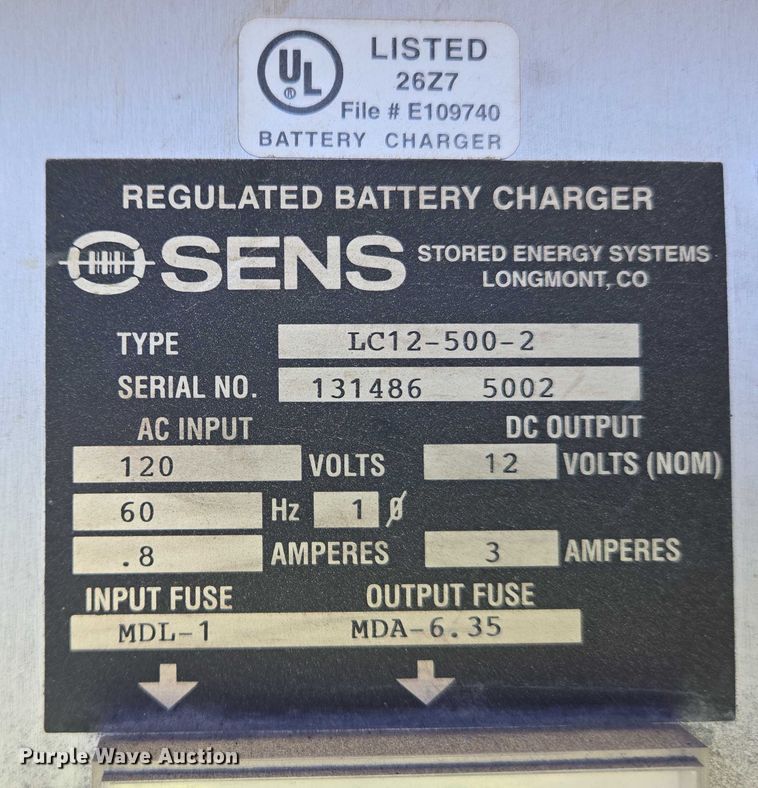 UL
®
LISTED
26Z7
File # E109740
BATTERY CHARGER
REGULATED BATTERY CHARGER
SENS
STORED ENERGY SYSTEMS
LONGMONT, CO
TYPE LC12-500-2
SERIAL NO. 131486 5002
AC INPUT DC OUTPUT
120 VOLTS 12 VOLTS (NOM)
60 Hz 1 Ø
.8 AMPERES 3 AMPERES
INPUT FUSE OUTPUT FUSE
MDL-1 MDA-6.35
Purple Wave Auction